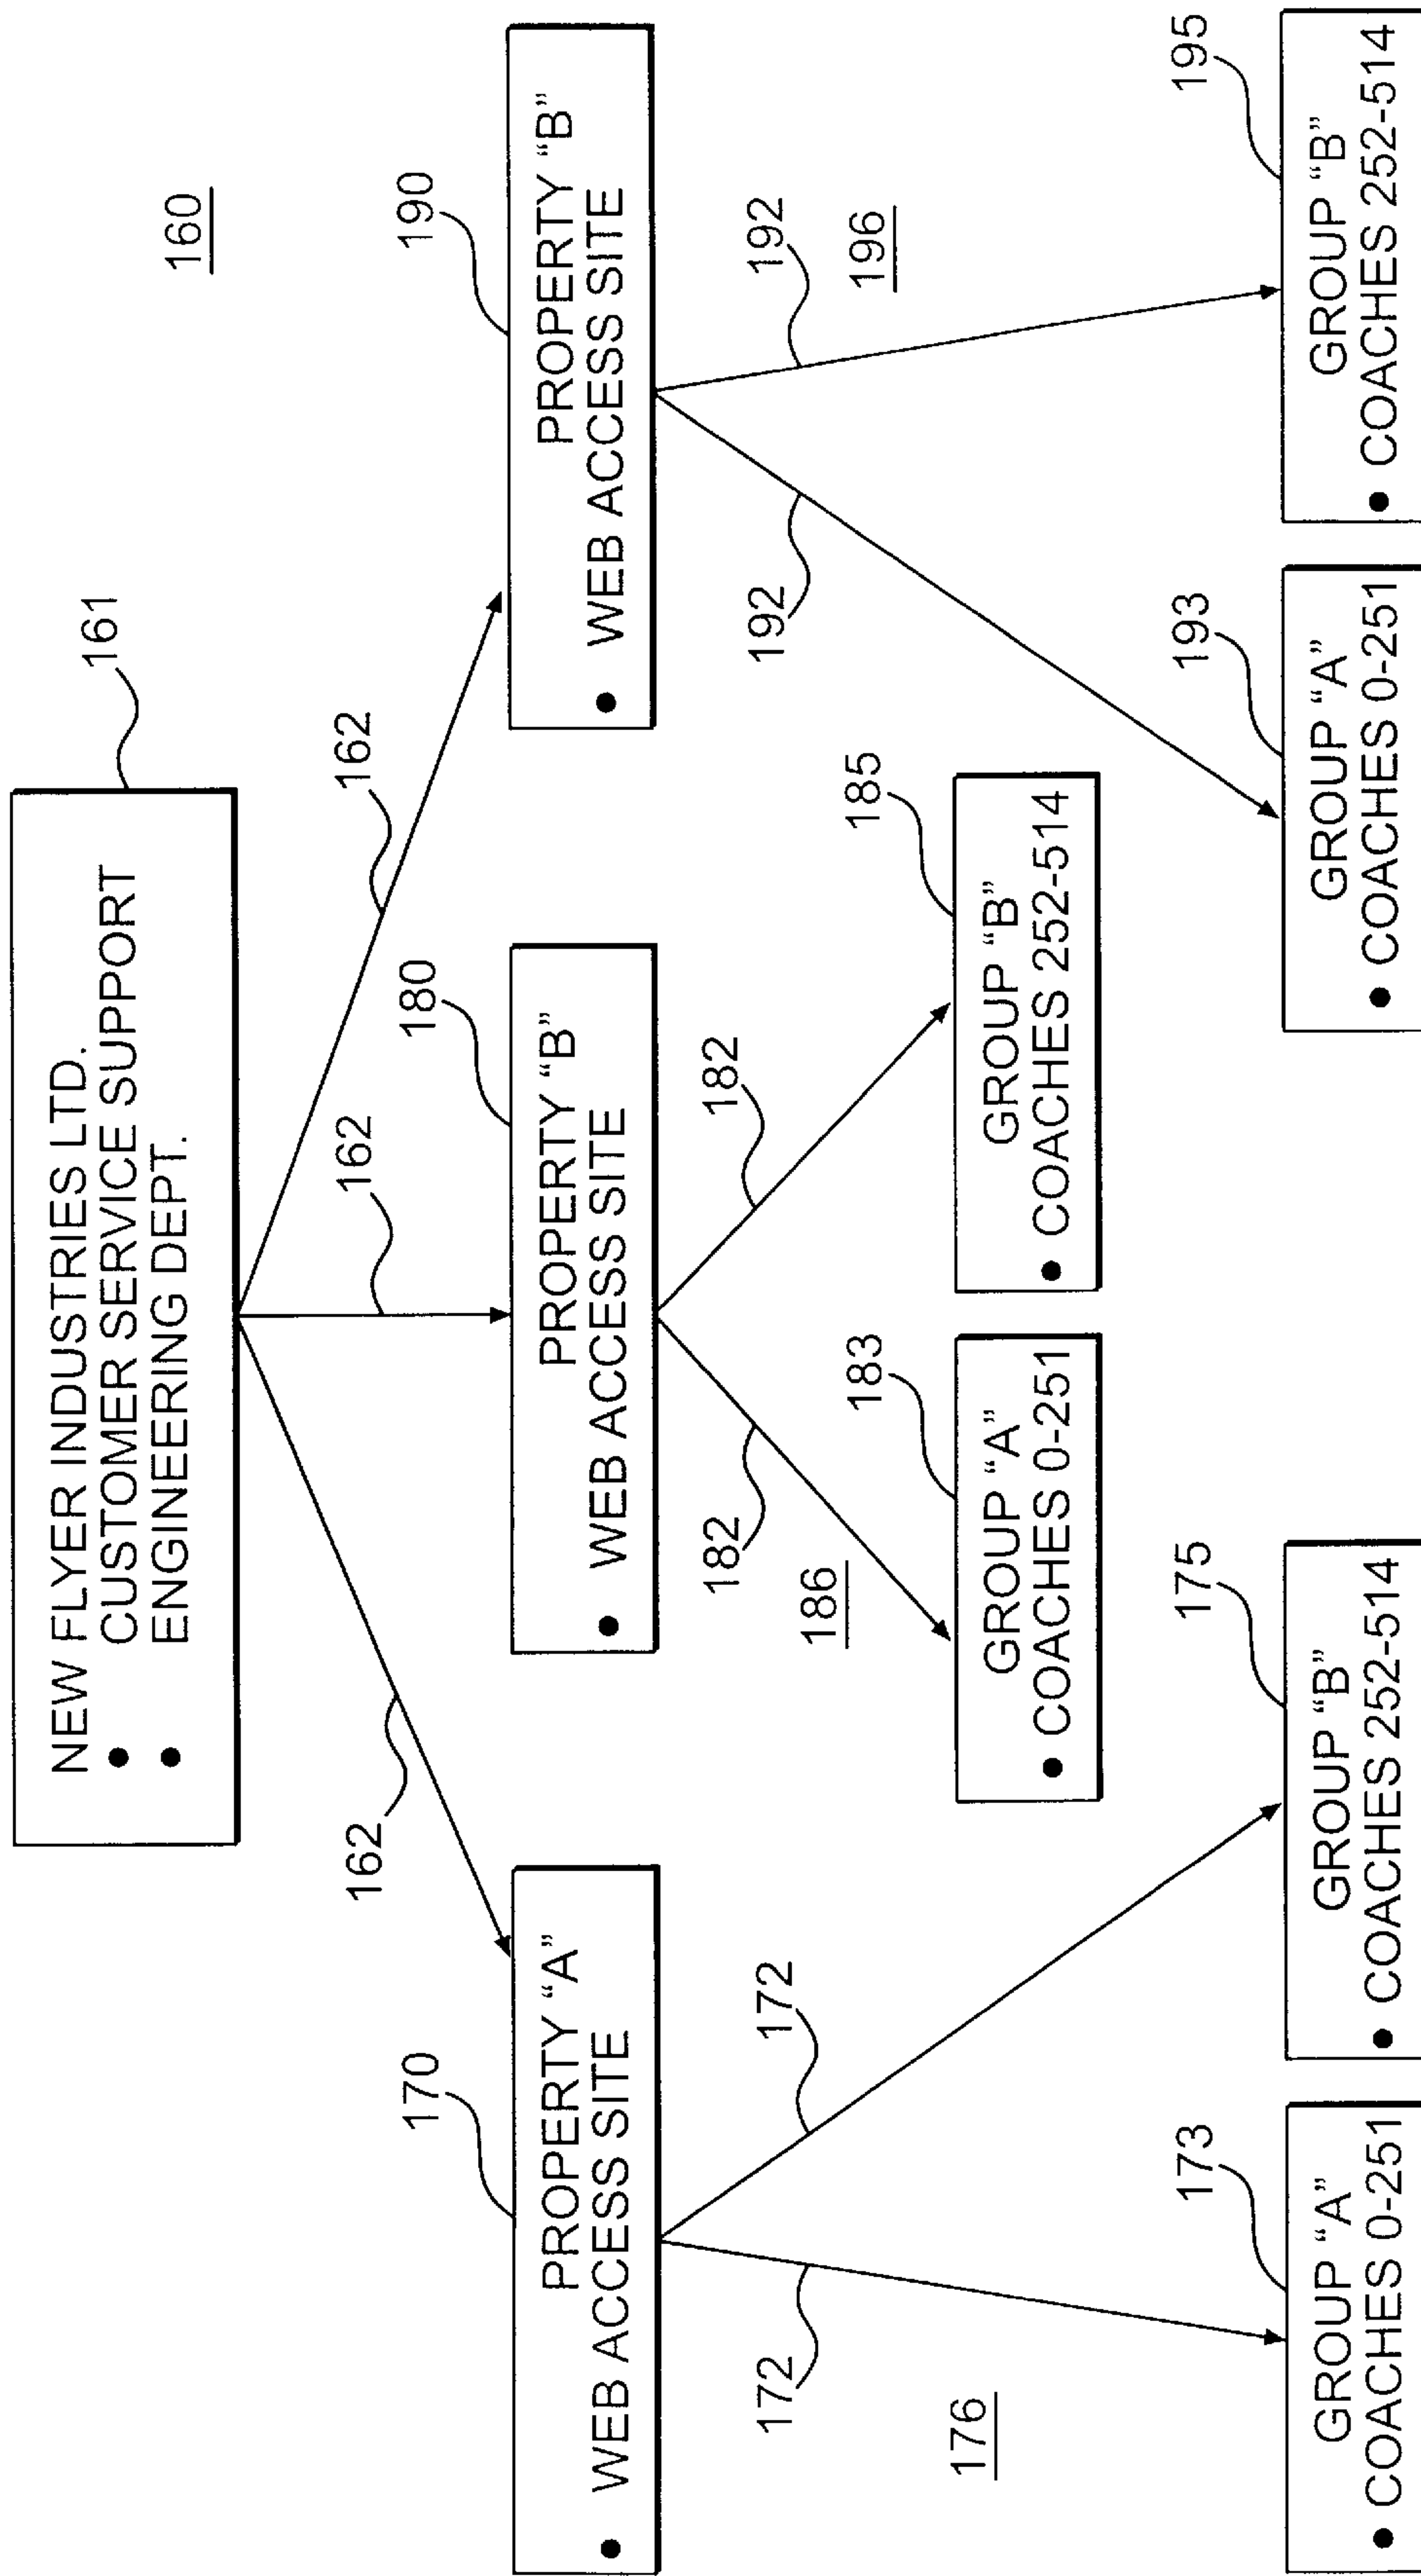 160
NEW FLYER INDUSTRIES LTD.
● CUSTOMER SERVICE SUPPORT
● ENGINEERING DEPT.
161
162
162
162
170
PROPERTY “A”
● WEB ACCESS SITE
180
PROPERTY “B”
● WEB ACCESS SITE
190
PROPERTY “B”
● WEB ACCESS SITE
172
172
176
182
182
186
192
192
196
183
GROUP “A”
● COACHES 0-251
185
GROUP “B”
● COACHES 252-514
173
GROUP “A”
● COACHES 0-251
175
GROUP “B”
● COACHES 252-514
193
GROUP “A”
● COACHES 0-251
195
GROUP “B”
● COACHES 252-514